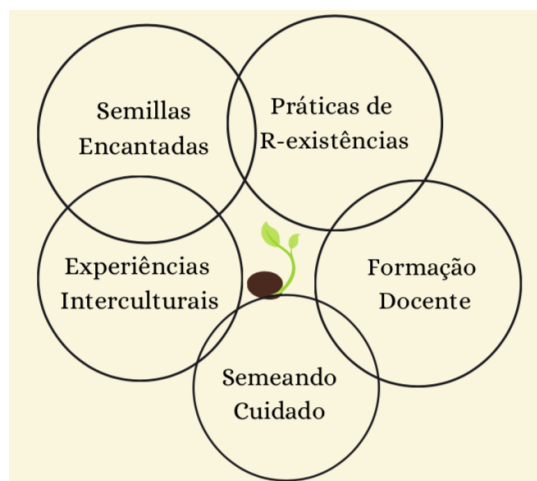 Semillas
Encantadas
Práticas de
R-existências
Experiências
Interculturais
Formação
Docente
Semeando
Cuidado